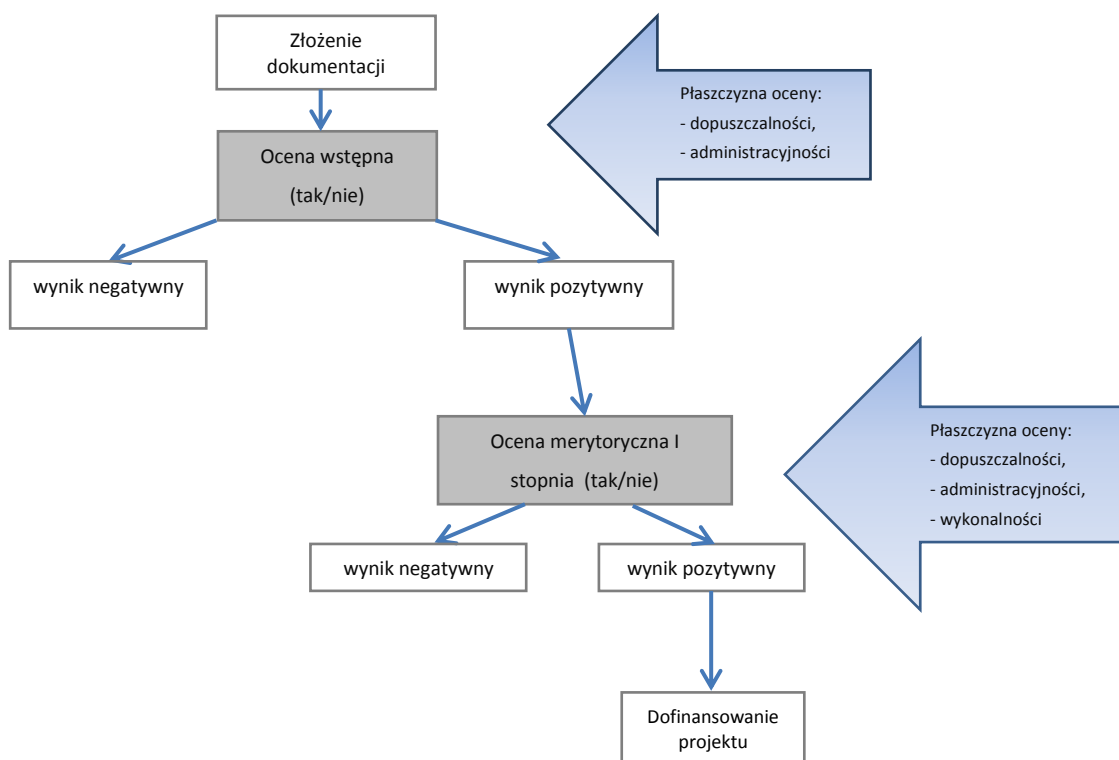 Złożenie
dokumentacji
Płaszczyzna oceny:
- dopuszczalności,
- administracyjności
Ocena wstępna
(tak/nie)
wynik negatywny
wynik pozytywny
Ocena merytoryczna I
stopnia (tak/nie)
Płaszczyzna oceny:
- dopuszczalności,
- administracyjności,
- wykonalności
wynik negatywny
wynik pozytywny
Dofinansowanie
projektu